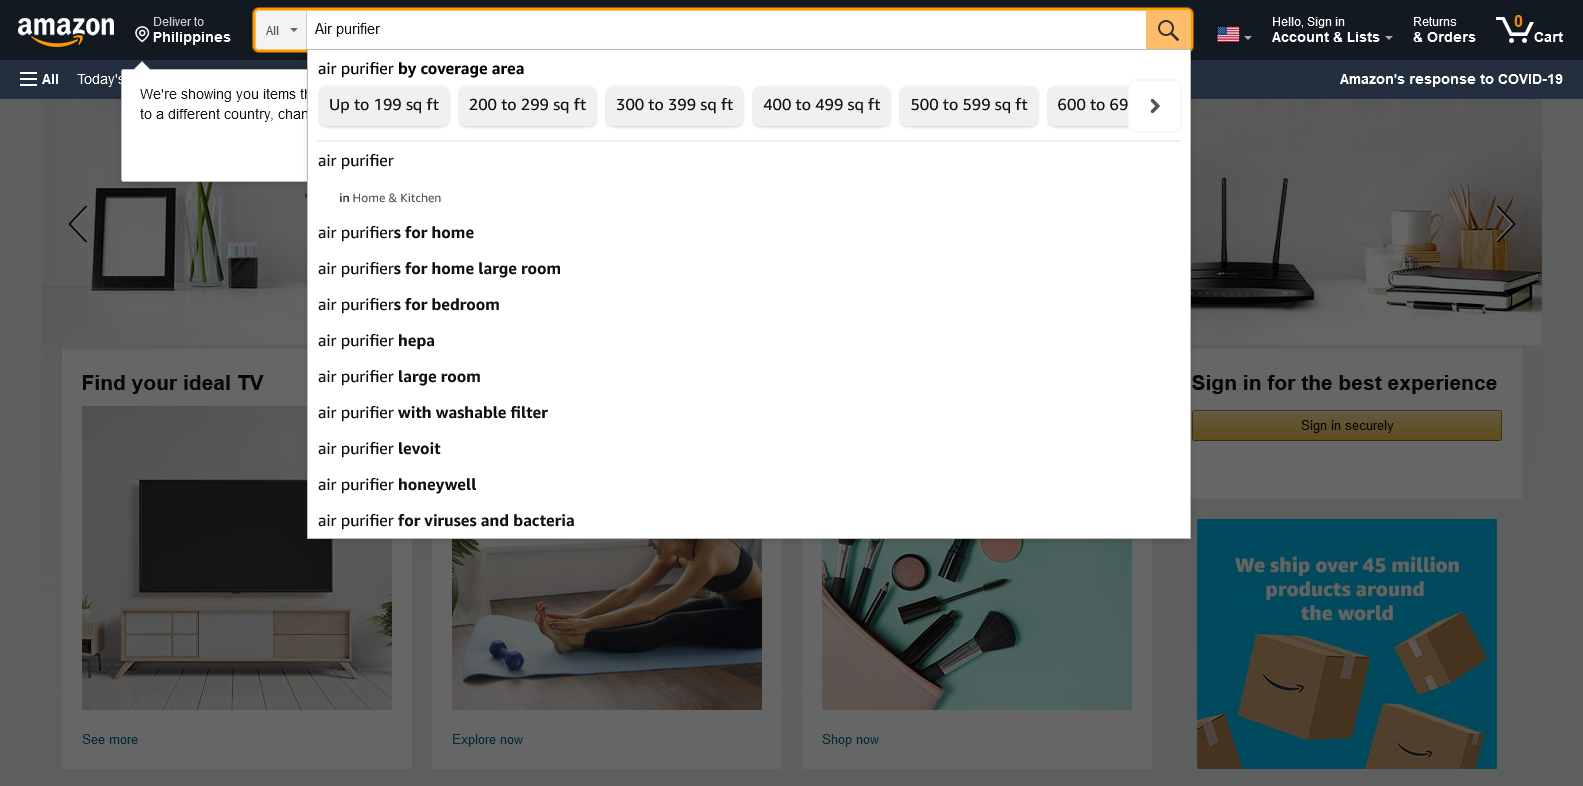 amazon
Deliver to
Philippines
All
Air purifier
Hello, Sign in
Account & Lists
Returns
& Orders
0
Cart
All
Today's
Amazon's response to COVID-19
We're showing you items
to a different country,
air purifier by coverage area
Up to 199 sq ft
200 to 299 sq ft
300 to 399 sq ft
400 to 499 sq ft
500 to 599 sq ft
600 to 69
air purifier
in Home & Kitchen
air purifiers for home
air purifiers for home large room
air purifiers for bedroom
air purifier hepa
air purifier large room
air purifier with washable filter
air purifier levoit
air purifier honeywell
air purifier for viruses and bacteria
Find your ideal TV
Sign in for the best experience
Sign in securely
We ship over 45 million
products around
the world
See more
Explore now
Shop now